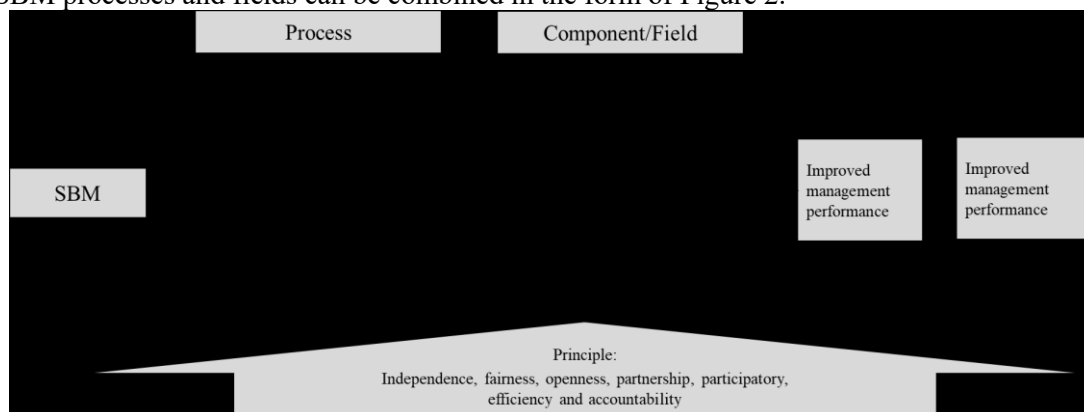 SBM processes and fields can be combined in the form of Figure 2.
Process
Component/Field
SBM
Improved
management
performance
Improved
management
performance
Principle:
Independence, fairness, openness, partnership, participatory,
efficiency and accountability